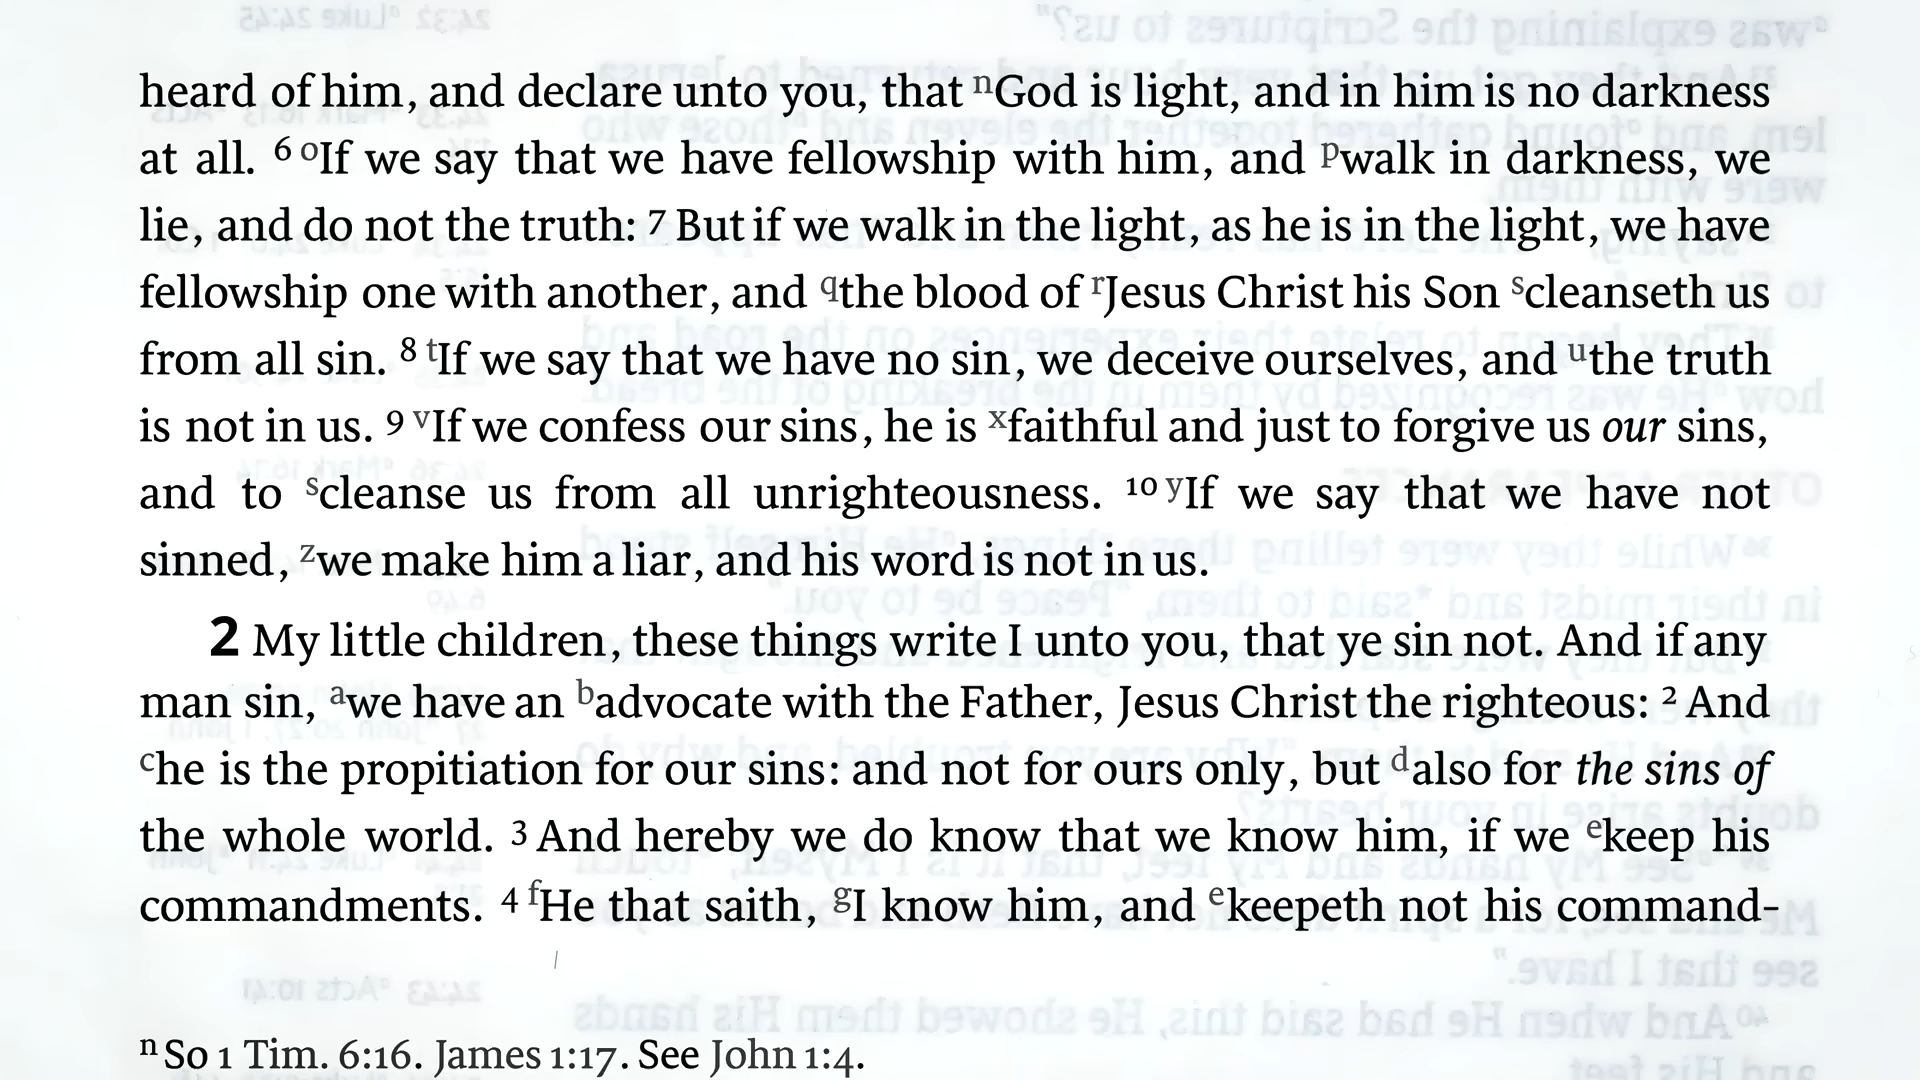 heard of him, and declare unto you, that ⁿGod is light, and in him is no darkness
at all. 6 ᵒIf we say that we have fellowship with him, and ᵖwalk in darkness, we
lie, and do not the truth: 7 But if we walk in the light, as he is in the light, we have
fellowship one with another, and qthe blood of ʳJesus Christ his Son ˢcleanseth us
from all sin. 8 ᵗIf we say that we have no sin, we deceive ourselves, and ᵘthe truth
is not in us. 9 ᵛIf we confess our sins, he is ˣfaithful and just to forgive us our sins,
and to ˢcleanse us from all unrighteousness. 10 ʸIf we say that we have not
sinned, ᶻwe make him a liar, and his word is not in us.
2 My little children, these things write I unto you, that ye sin not. And if any
man sin, ᵃwe have an ᵇadvocate with the Father, Jesus Christ the righteous: 2 And
ᶜhe is the propitiation for our sins: and not for ours only, but ᵈalso for the sins of
the whole world. 3 And hereby we do know that we know him, if we ᵉkeep his
commandments. 4 ᶠHe that saith, ᵍI know him, and ᵉkeepeth not his command-
ⁿ So 1 Tim. 6:16. James 1:17. See John 1:4.